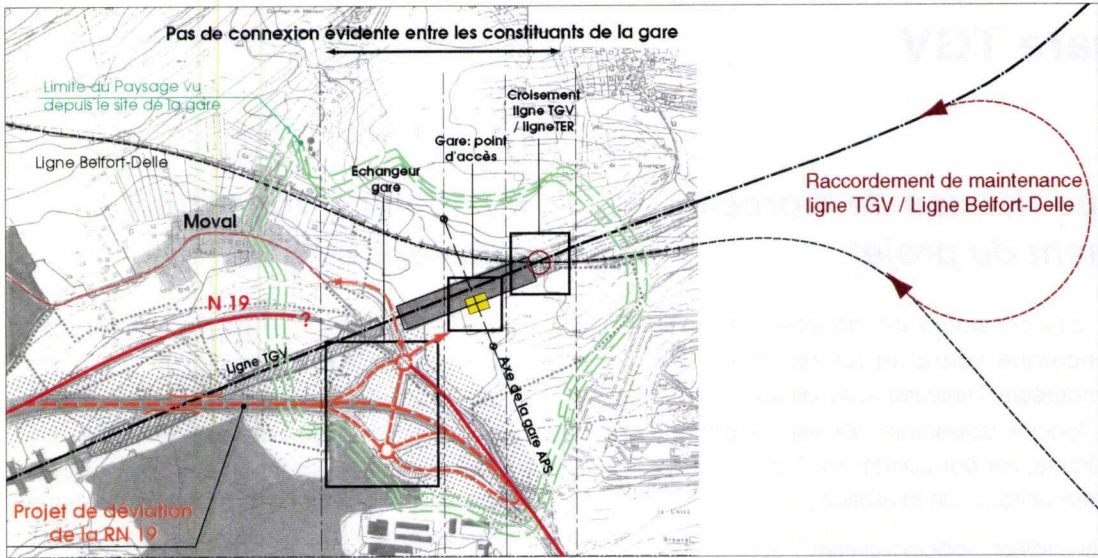 Pas de connexion évidente entre les constituants de la gare
Limite du Paysage vu
depuis le site de la gare
Croisement
ligne TGV
/ ligneTER
Gare: point
d'accès
Ligne Belfort-Delle
Echangeur
gare
Raccordement de maintenance
ligne TGV / Ligne Belfort-Delle
Moval
N 19
?
Ligne TGV
Axe de la gare APS
Projet de déviation
de la RN 19